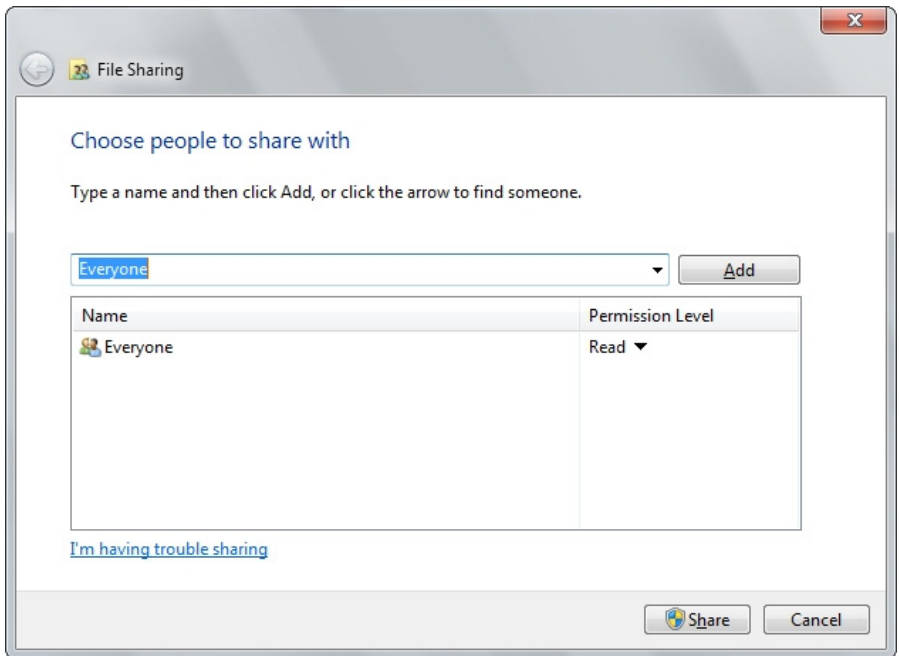 File Sharing
Choose people to share with
Type a name and then click Add, or click the arrow to find someone.
Everyone Add
Name Permission Level
Everyone Read
I'm having trouble sharing
Share Cancel